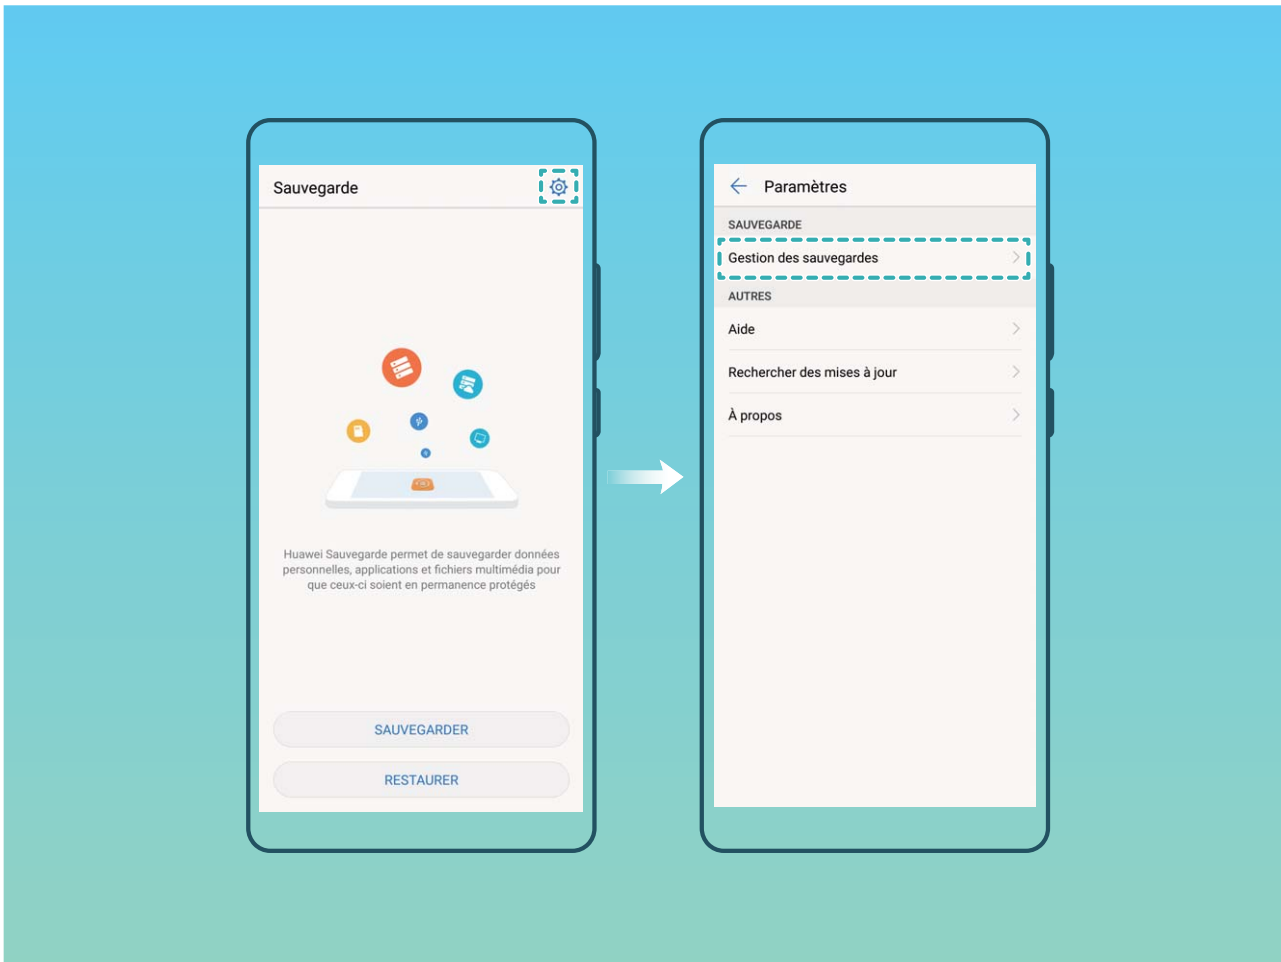 Sauvegarde
Huawei Sauvegarde permet de sauvegarder données
personnelles, applications et fichiers multimédia pour
que ceux-ci soient en permanence protégés
SAUVEGARDER
RESTAURER
Paramètres
SAUVEGARDE
Gestion des sauvegardes
AUTRES
Aide
Rechercher des mises à jour
À propos